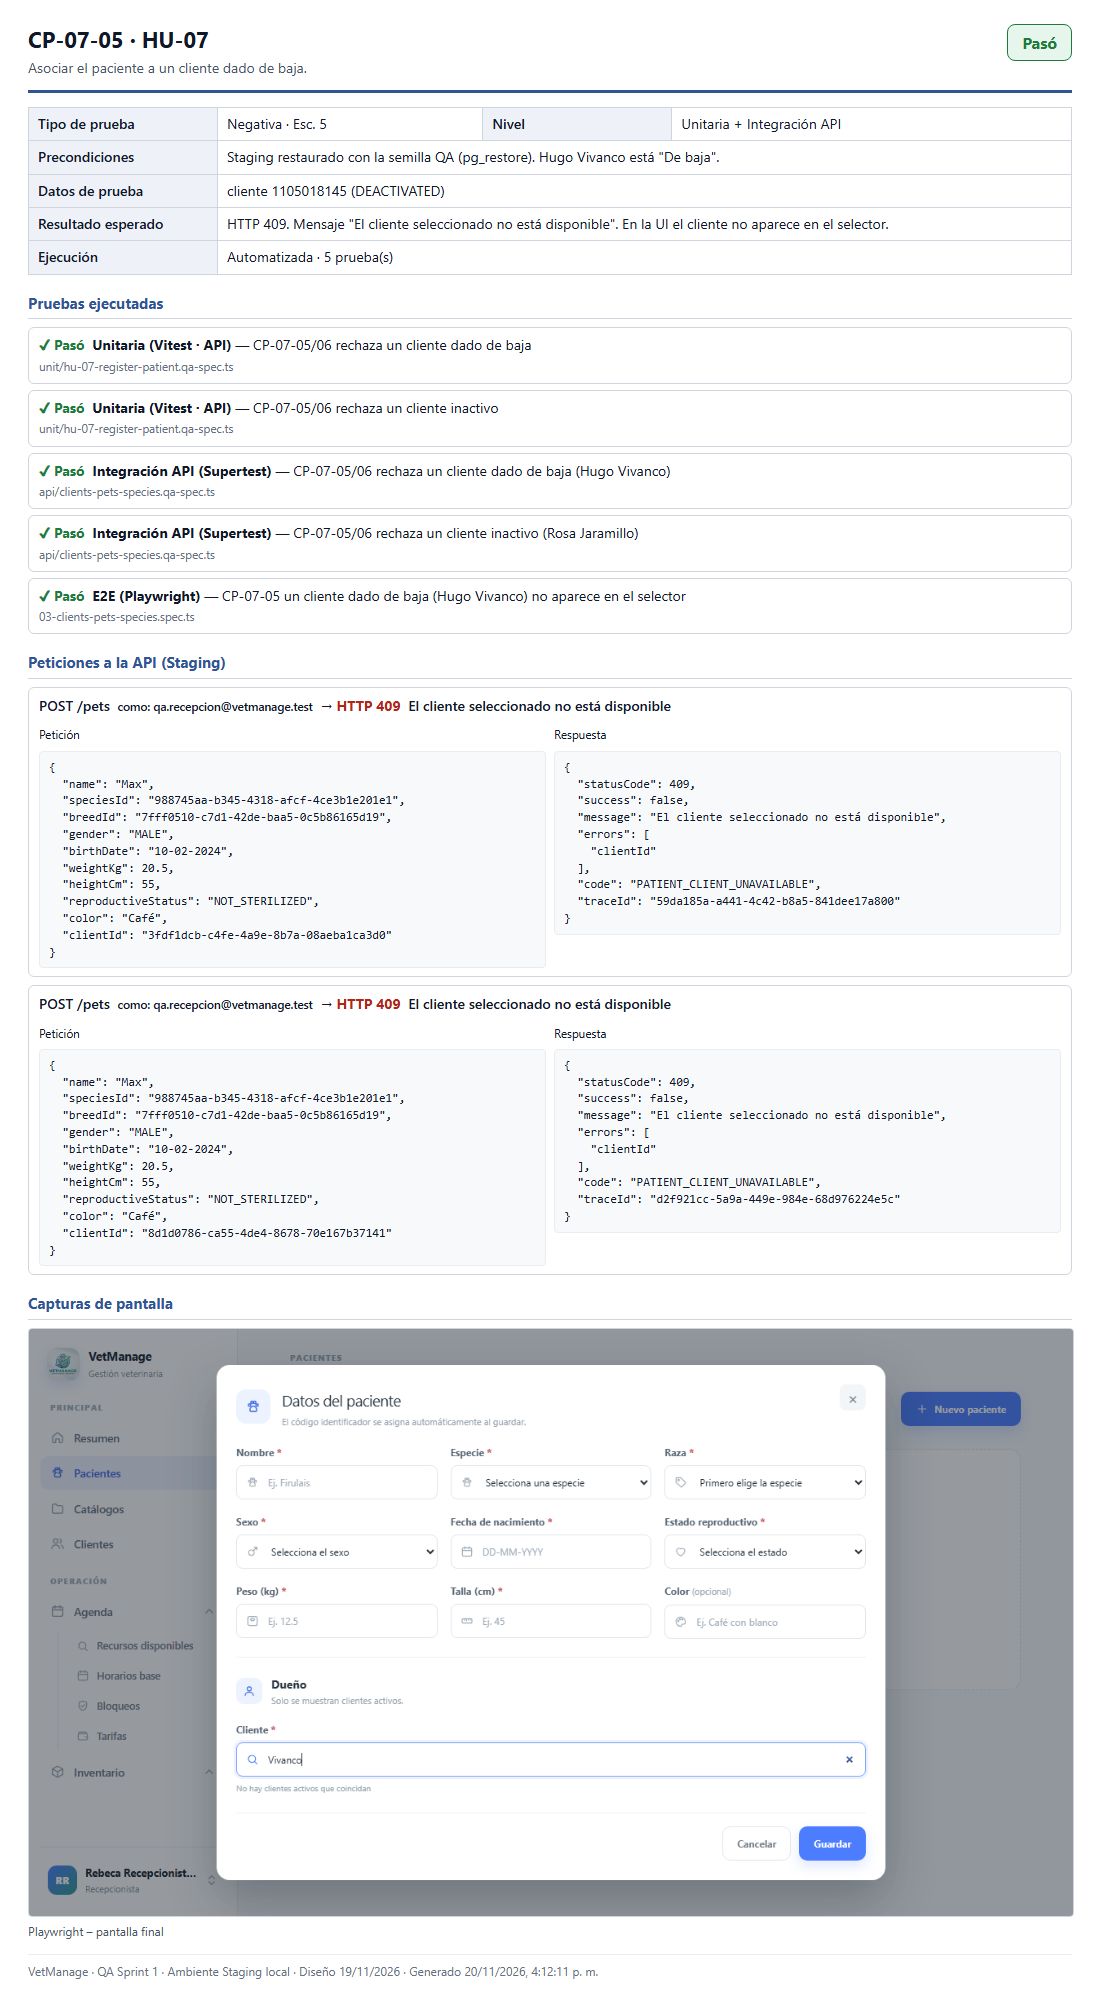 CP-07-05 · HU-07
Pasó
Asociar el paciente a un cliente dado de baja.
Tipo de prueba Negativa · Esc. 5 Nivel Unitaria + Integración API
Precondiciones Staging restaurado con la semilla QA (pg_restore). Hugo Vivanco está "De baja".
Datos de prueba cliente 1105018145 (DEACTIVATED)
Resultado esperado HTTP 409. Mensaje "El cliente seleccionado no está disponible". En la UI el cliente no aparece en el selector.
Ejecución Automatizada · 5 prueba(s)
Pruebas ejecutadas
✓ Pasó Unitaria (Vitest · API) — CP-07-05/06 rechaza un cliente dado de baja
unit/hu-07-register-patient.qa-spec.ts
✓ Pasó Unitaria (Vitest · API) — CP-07-05/06 rechaza un cliente inactivo
unit/hu-07-register-patient.qa-spec.ts
✓ Pasó Integración API (Supertest) — CP-07-05/06 rechaza un cliente dado de baja (Hugo Vivanco)
api/clients-pets-species.qa-spec.ts
✓ Pasó Integración API (Supertest) — CP-07-05/06 rechaza un cliente inactivo (Rosa Jaramillo)
api/clients-pets-species.qa-spec.ts
✓ Pasó E2E (Playwright) — CP-07-05 un cliente dado de baja (Hugo Vivanco) no aparece en el selector
03-clients-pets-species.spec.ts
Peticiones a la API (Staging)
POST /pets como: qa.recepcion@vetmanage.test → HTTP 409 El cliente seleccionado no está disponible
Petición
{
"name": "Max",
"speciesId": "988745aa-b345-4318-afcf-4ce3b1e201e1",
"breedId": "7fff0510-c7d1-42de-baa5-0c5b86165d19",
"gender": "MALE",
"birthDate": "10-02-2024",
"weightKg": 20.5,
"heightCm": 55,
"reproductiveStatus": "NOT_STERILIZED",
"color": "Café",
"clientId": "3fdf1dcb-c4fe-4a9e-8b7a-08aeba1ca3d0"
}
Respuesta
{
"statusCode": 409,
"success": false,
"message": "El cliente seleccionado no está disponible",
"errors": [
"clientId"
],
"code": "PATIENT_CLIENT_UNAVAILABLE",
"traceId": "59da185a-a441-4c42-b8a5-841dee17a800"
}
POST /pets como: qa.recepcion@vetmanage.test → HTTP 409 El cliente seleccionado no está disponible
Petición
{
"name": "Max",
"speciesId": "988745aa-b345-4318-afcf-4ce3b1e201e1",
"breedId": "7fff0510-c7d1-42de-baa5-0c5b86165d19",
"gender": "MALE",
"birthDate": "10-02-2024",
"weightKg": 20.5,
"heightCm": 55,
"reproductiveStatus": "NOT_STERILIZED",
"color": "Café",
"clientId": "8d1d0786-ca55-4de4-8678-70e167b37141"
}
Respuesta
{
"statusCode": 409,
"success": false,
"message": "El cliente seleccionado no está disponible",
"errors": [
"clientId"
],
"code": "PATIENT_CLIENT_UNAVAILABLE",
"traceId": "d2f921cc-5a9a-449e-984e-68d976224e5c"
}
Capturas de pantalla
VetManage
Gestión veterinaria
PRINCIPAL
Resumen
Pacientes
Catálogos
Clientes
OPERACIÓN
Agenda
Recursos disponibles
Horarios base
Bloqueos
Tarifas
Inventario
RR
Rebeca Recepcionist...
Recepcionista
PACIENTES
+ Nuevo paciente
Datos del paciente
El código identificador se asigna automáticamente al guardar.
×
Nombre * Especie * Raza *
Ej. Firulais Selecciona una especie Primero elige la especie
Sexo * Fecha de nacimiento * Estado reproductivo *
Selecciona el sexo DD-MM-YYYY Selecciona el estado
Peso (kg) * Talla (cm) * Color (opcional)
Ej. 12.5 Ej. 45 Ej. Café con blanco
Dueño
Solo se muestran clientes activos.
Cliente *
Vivanco ×
No hay clientes activos que coincidan
Cancelar Guardar
Playwright – pantalla final
VetManage · QA Sprint 1 · Ambiente Staging local · Diseño 19/11/2026 · Generado 20/11/2026, 4:12:11 p. m.